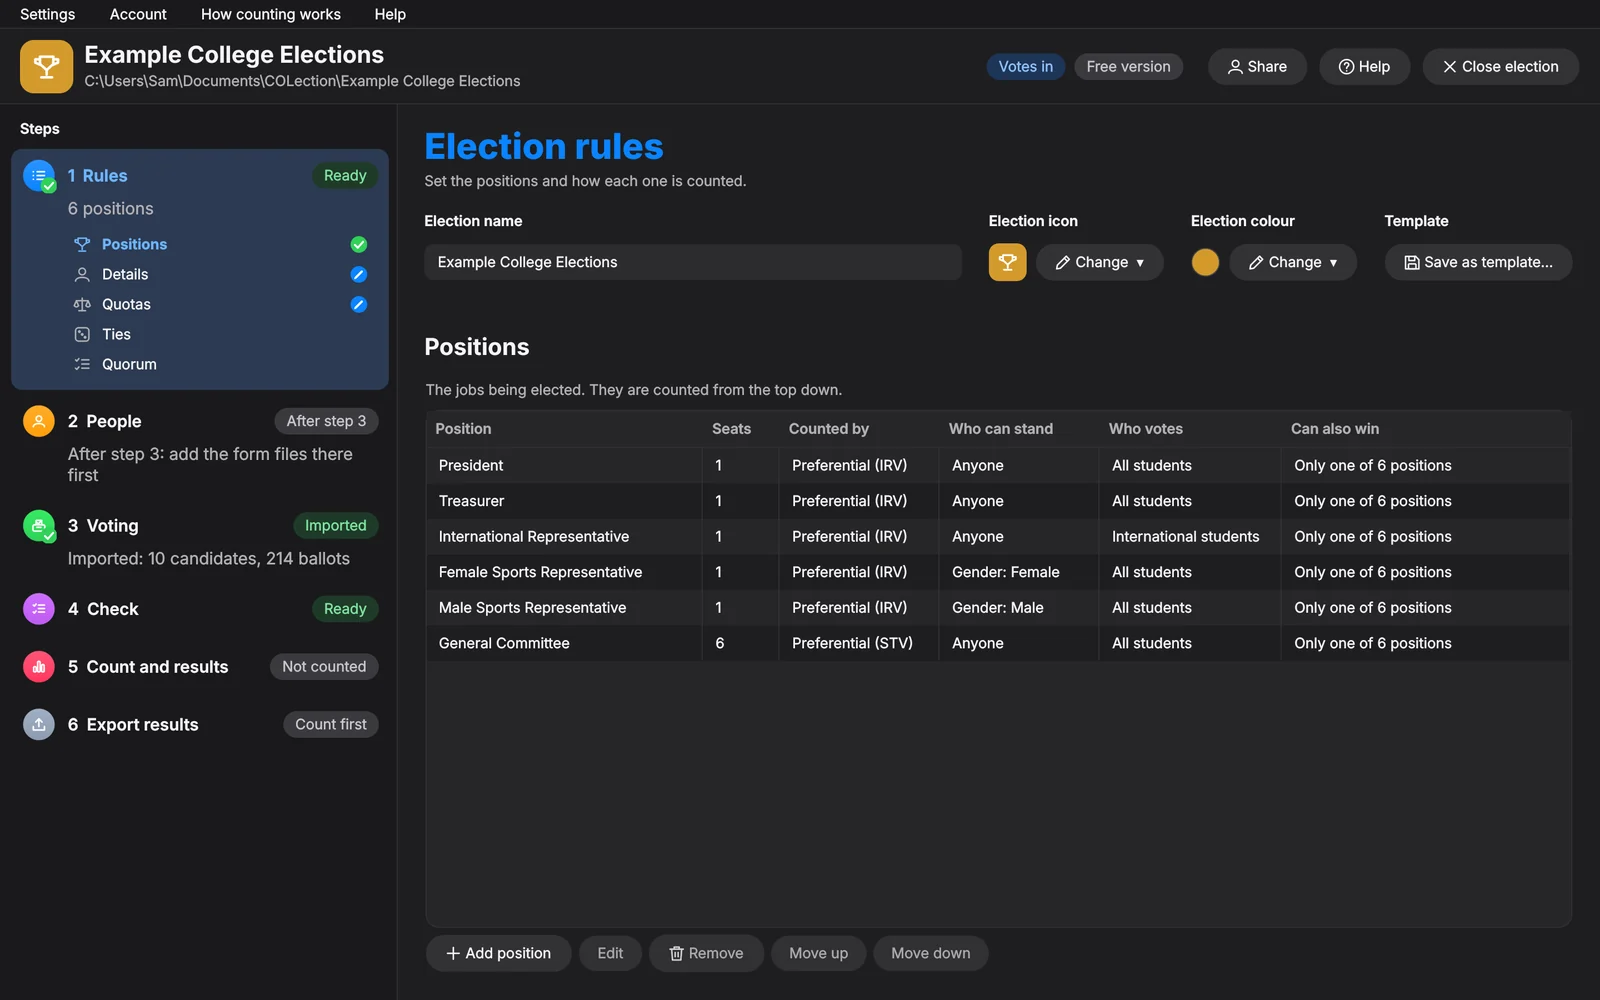 Settings Account How counting works Help
Example College Elections
C:\Users\Sam\Documents\COLection\Example College Elections
Votes in Free version Share Help Close election
Steps
1 Rules Ready
6 positions
Positions
Details
Quotas
Ties
Quorum
2 People After step 3
After step 3: add the form files there
first
3 Voting Imported
Imported: 10 candidates, 214 ballots
4 Check Ready
5 Count and results Not counted
6 Export results Count first
Election rules
Set the positions and how each one is counted.
Election name Election icon Election colour Template
Example College Elections Change ▾ Change ▾ Save as template...
Positions
The jobs being elected. They are counted from the top down.
Position Seats Counted by Who can stand Who votes Can also win
President 1 Preferential (IRV) Anyone All students Only one of 6 positions
Treasurer 1 Preferential (IRV) Anyone All students Only one of 6 positions
International Representative 1 Preferential (IRV) Anyone International students Only one of 6 positions
Female Sports Representative 1 Preferential (IRV) Gender: Female All students Only one of 6 positions
Male Sports Representative 1 Preferential (IRV) Gender: Male All students Only one of 6 positions
General Committee 6 Preferential (STV) Anyone All students Only one of 6 positions
+ Add position Edit Remove Move up Move down